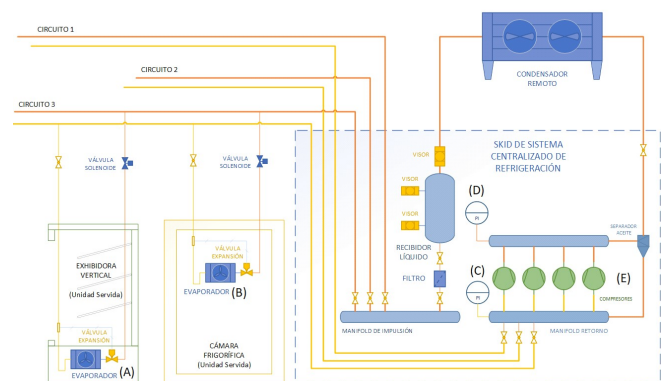 CIRCUITO 1
CIRCUITO 2
CIRCUITO 3
CONDENSADOR
REMOTO
VÁLVULA
SOLENOIDE
VÁLVULA
SOLENOIDE
SKID DE SISTEMA
CENTRALIZADO DE
REFRIGERACIÓN
VISOR
VISOR
VISOR
(D)
PI
SEPARADOR
ACEITE
RECIBIDOR
LÍQUIDO
FILTRO
(C)
PI
(E)
COMPRESORES
EXHIBIDORA
VERTICAL
(Unidad Servida)
VÁLVULA
EXPANSIÓN
EVAPORADOR
(B)
VÁLVULA
EXPANSIÓN
EVAPORADOR
(A)
CÁMARA
FRIGORÍFICA
(Unidad Servida)
MANIFOLD DE IMPULSIÓN
MANIFOLD RETORNO